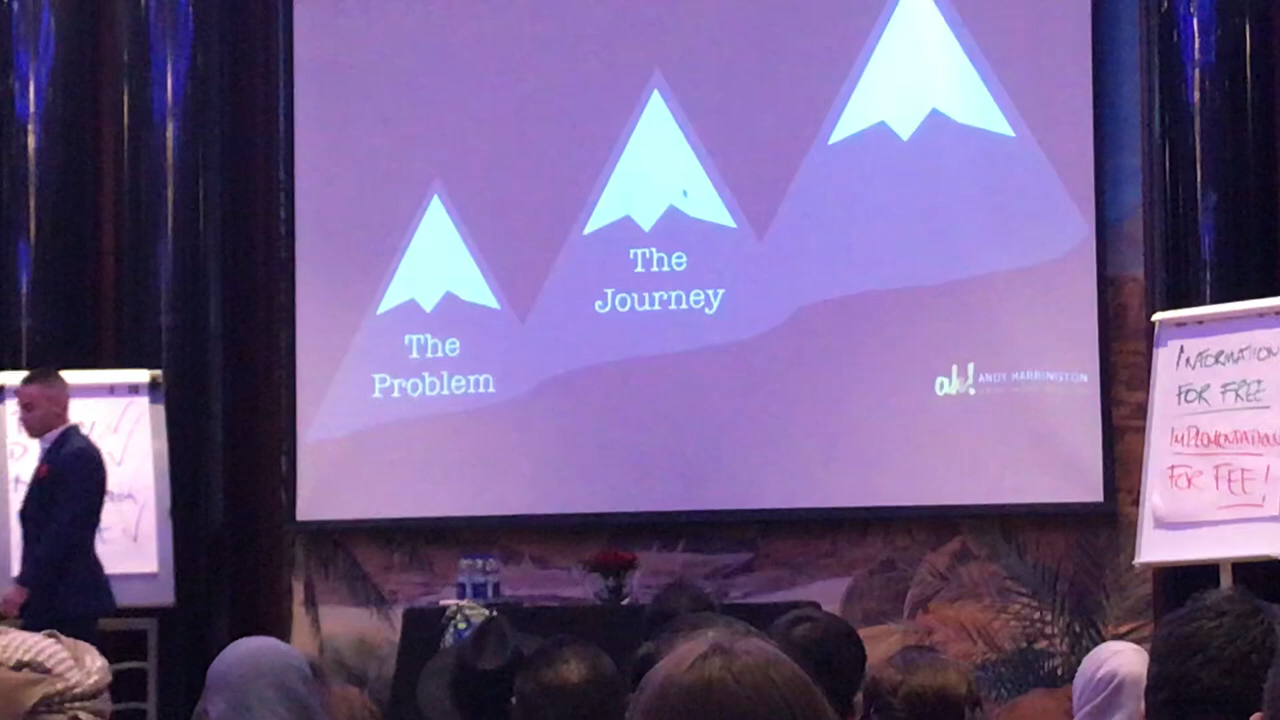 The
Problem
The
Journey
ah! ANDY HARRINGTON
INFORMATION
FOR FREE
IMPLEMENTATION
FOR FEE!